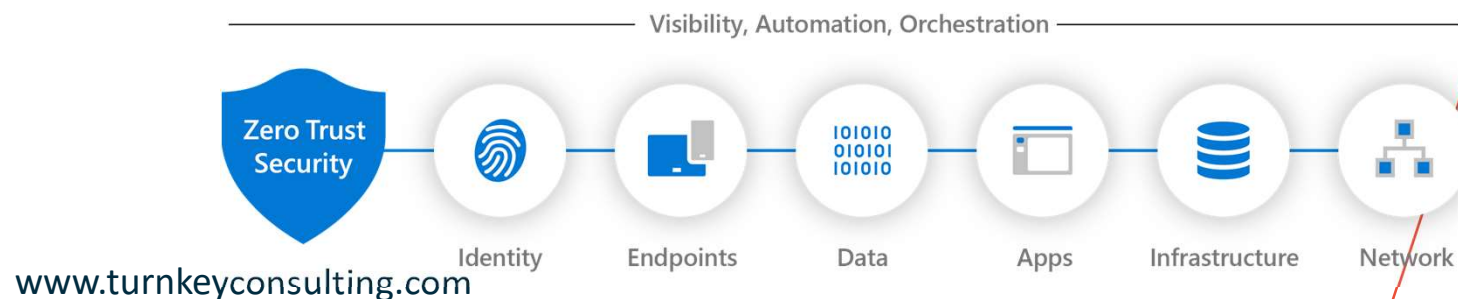 Visibility, Automation, Orchestration
Zero Trust
Security
101010
010101
101010
Identity
Endpoints
Data
Apps
Infrastructure
Network
www.turnkeyconsulting.com